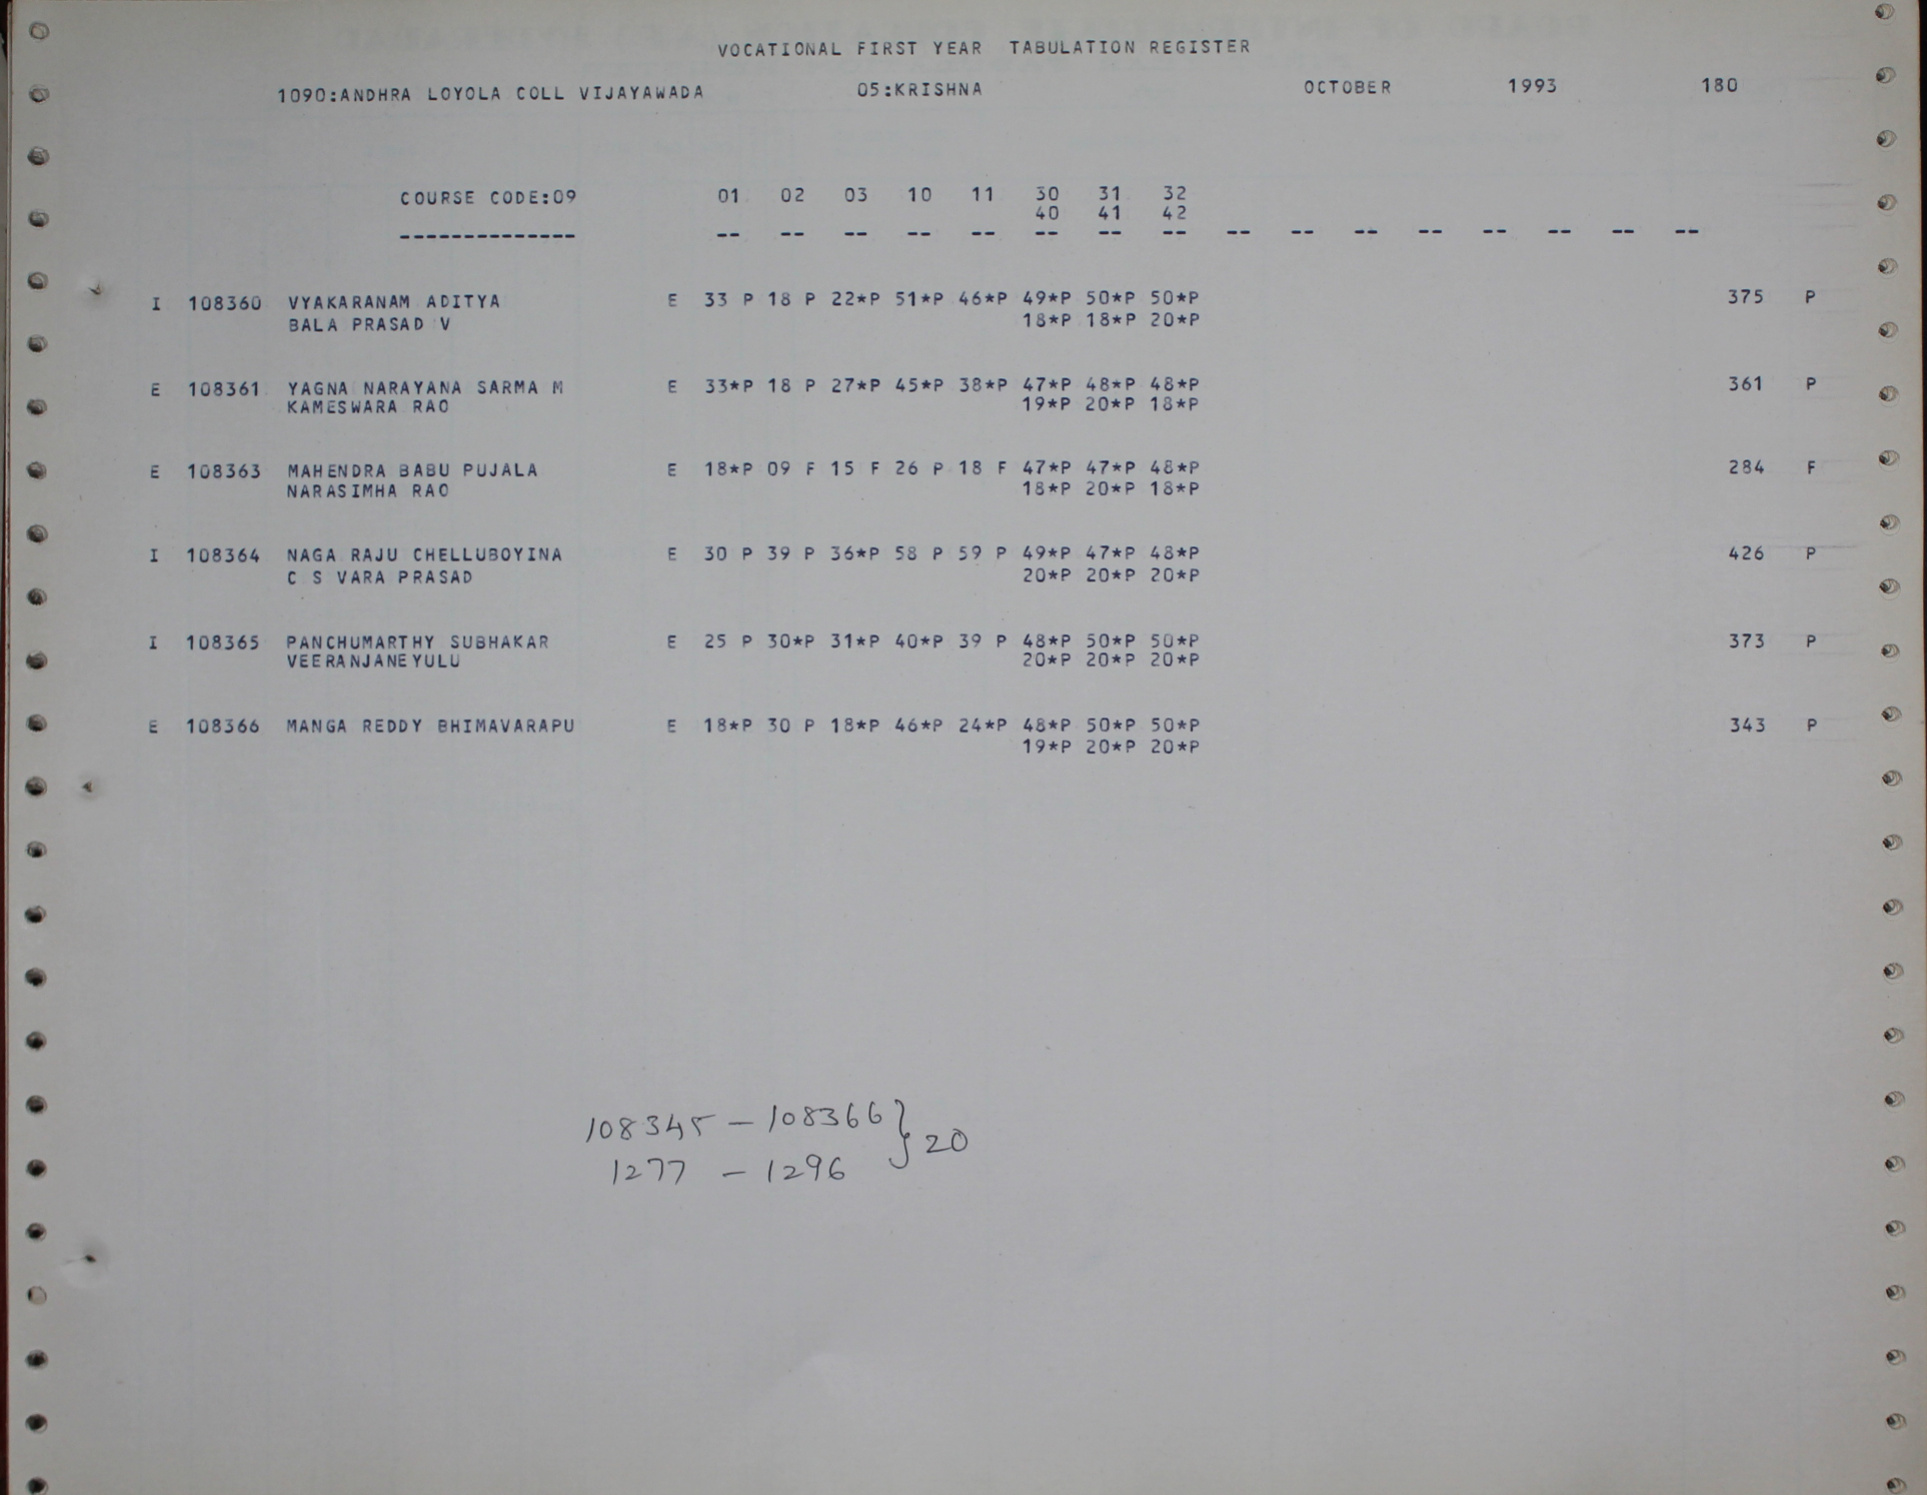 VOCATIONAL FIRST YEAR TABULATION REGISTER
1090:ANDHRA LOYOLA COLL VIJAYAWADA 05:KRISHNA OCTOBER 1993 180
COURSE CODE:09 01 02 03 10 11 30 31 32
40 41 42
-------------- -- -- -- -- -- -- -- -- -- -- -- -- -- -- -- --
I 108360 VYAKARANAM ADITYA E 33 P 18 P 22*P 51*P 46*P 49*P 50*P 50*P 375 P
BALA PRASAD V 18*P 18*P 20*P
E 108361 YAGNA NARAYANA SARMA M E 33*P 18 P 27*P 45*P 38*P 47*P 48*P 48*P 361 P
KAMESWARA RAO 19*P 20*P 18*P
E 108363 MAHENDRA BABU PUJALA E 18*P 09 F 15 F 26 P 18 F 47*P 47*P 48*P 284 F
NARASIMHA RAO 18*P 20*P 18*P
I 108364 NAGA RAJU CHELLUBOYINA E 30 P 39 P 36*P 58 P 59 P 49*P 47*P 48*P 426 P
C S VARA PRASAD 20*P 20*P 20*P
I 108365 PANCHUMARTHY SUBHAKAR E 25 P 30*P 31*P 40*P 39 P 48*P 50*P 50*P 373 P
VEERANJANEYULU 20*P 20*P 20*P
E 108366 MANGA REDDY BHIMAVARAPU E 18*P 30 P 18*P 46*P 24*P 48*P 50*P 50*P 343 P
19*P 20*P 20*P
108345 - 108366 } 20
1277 - 1296